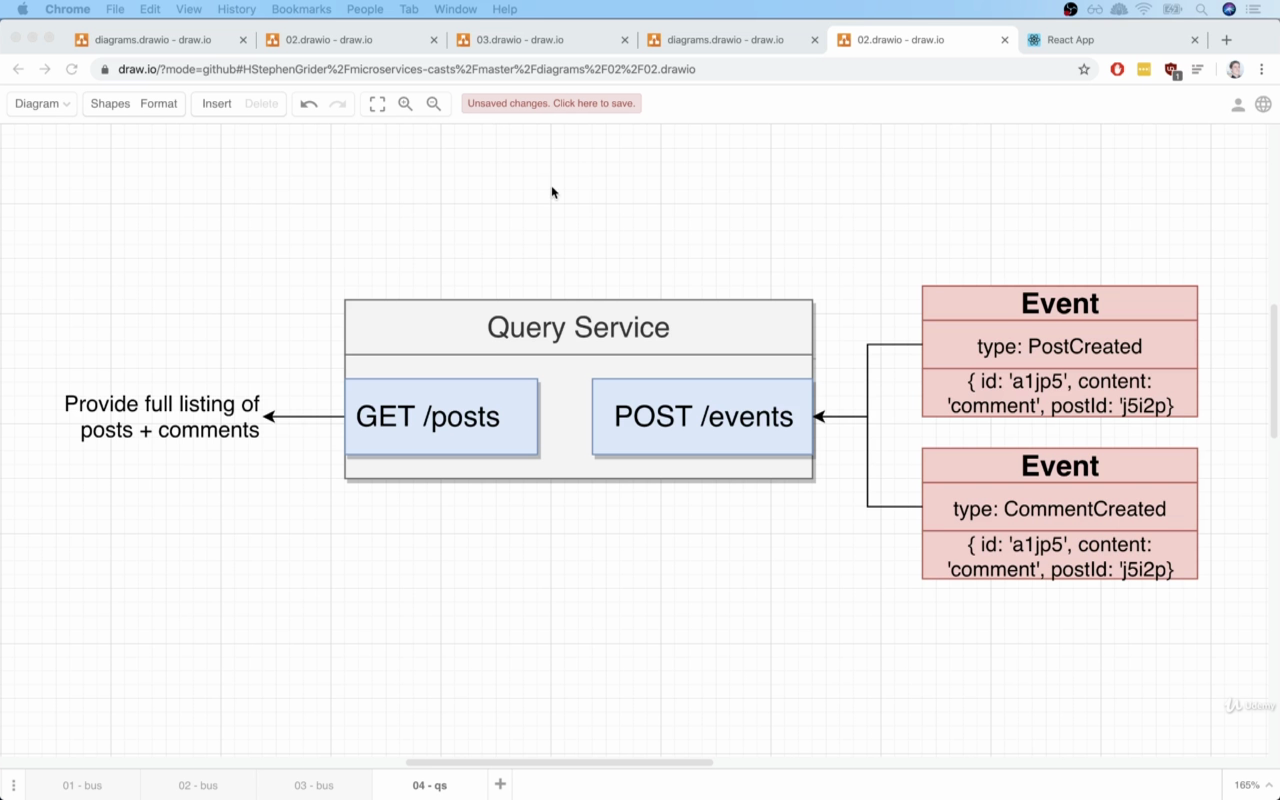 Chrome File Edit View History Bookmarks People Tab Window Help
diagrams.drawio - draw.io
02.drawio - draw.io
03.drawio - draw.io
diagrams.drawio - draw.io
02.drawio - draw.io
React App
draw.io/?mode=github#HStephenGrider%2Fmicroservices-casts%2Fmaster%2Fdiagrams%2F02%2F02.drawio
1
Diagram Shapes Format Insert Delete
Unsaved changes. Click here to save.
Query Service
GET /posts
POST /events
Provide full listing of
posts + comments
Event
type: PostCreated
{ id: 'a1jp5', content:
'comment', postId: 'j5i2p}
Event
type: CommentCreated
{ id: 'a1jp5', content:
'comment', postId: 'j5i2p}
Udemy
01 - bus
02 - bus
03 - bus
04 - qs
165%